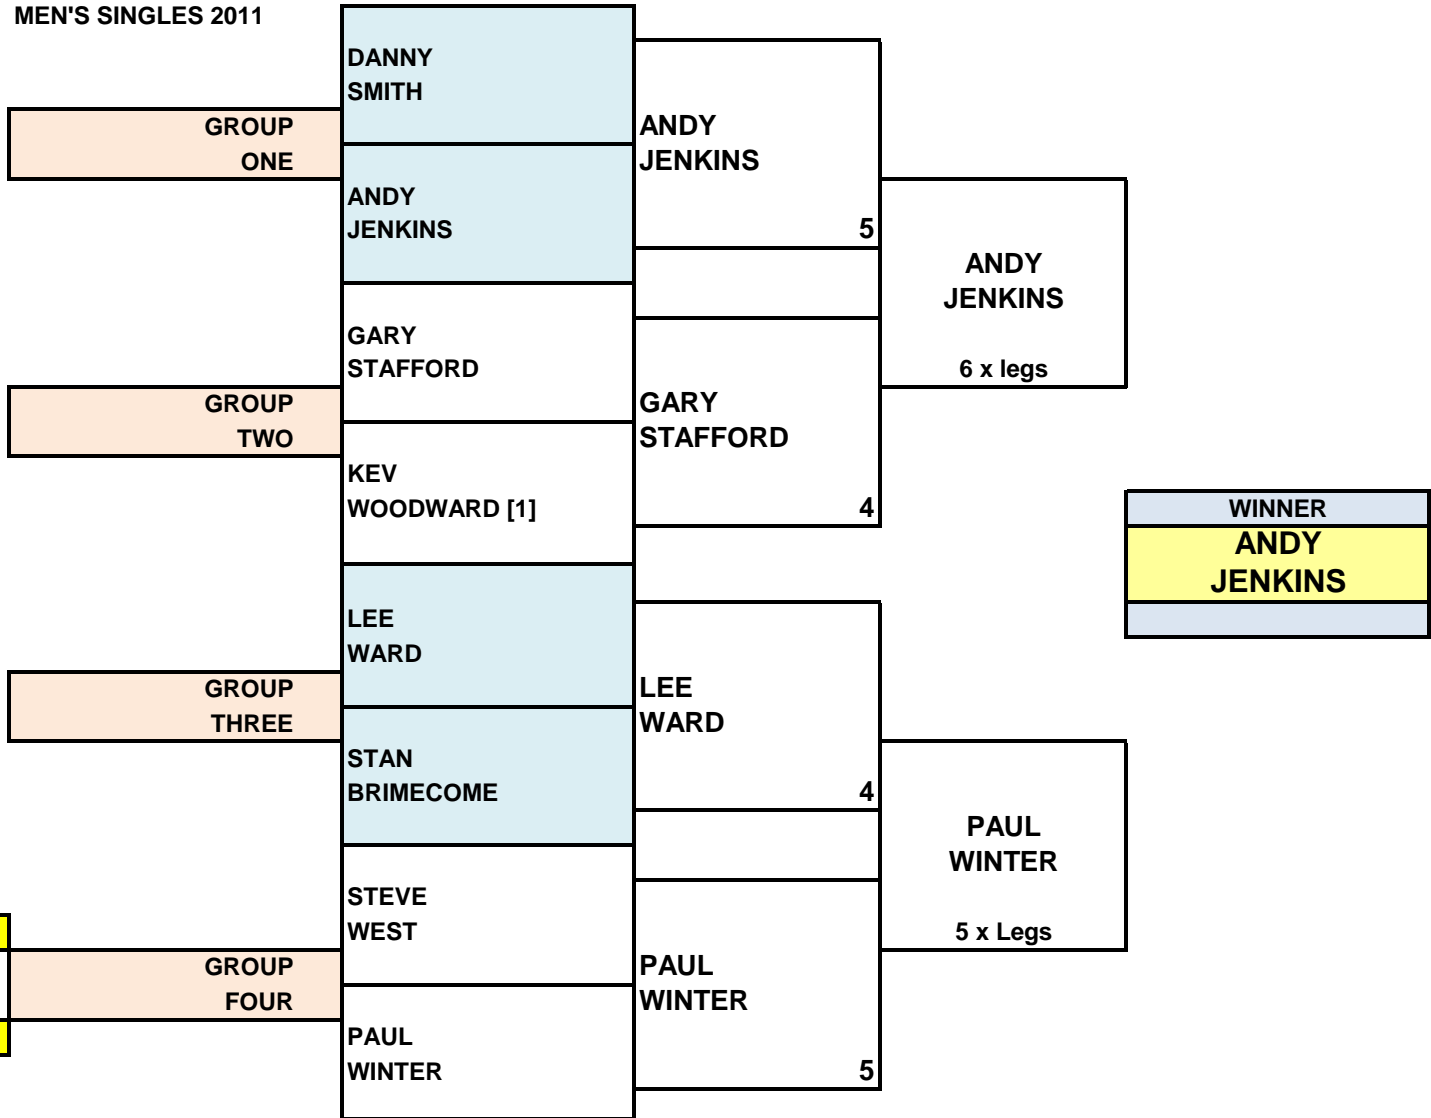 MEN'S SINGLES 2011
GROUP
ONE
GROUP
TWO
GROUP
THREE
GROUP
FOUR
DANNY
SMITH
ANDY
JENKINS
GARY
STAFFORD
KEV
WOODWARD [1]
LEE
WARD
STAN
BRIMECOME
STEVE
WEST
PAUL
WINTER
ANDY
JENKINS
5
GARY
STAFFORD
4
LEE
WARD
4
PAUL
WINTER
5
ANDY
JENKINS
6 x legs
PAUL
WINTER
5 x Legs
WINNER
ANDY
JENKINS